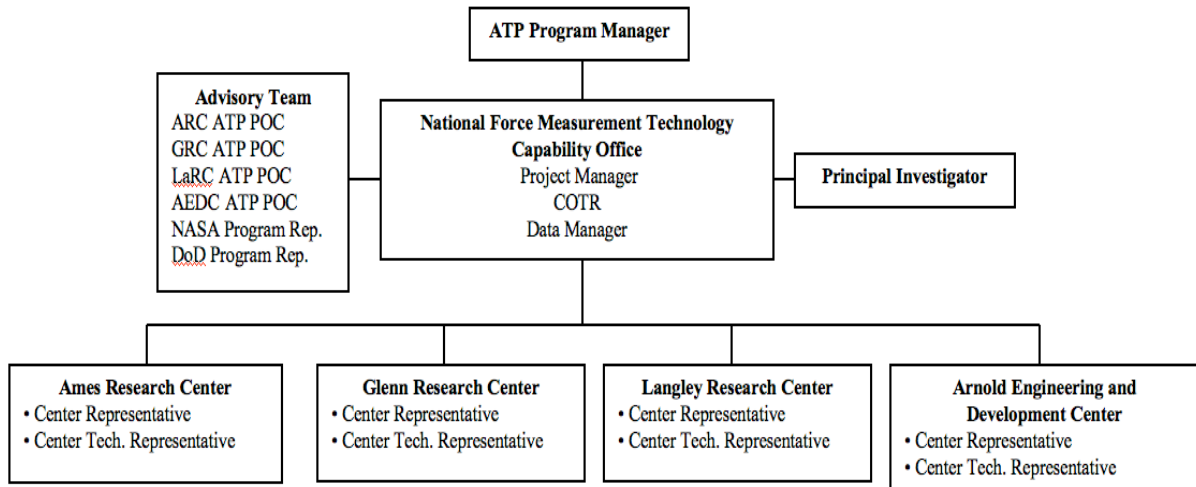 ATP Program Manager
Advisory Team
ARC ATP POC
GRC ATP POC
LaRC ATP POC
AEDC ATP POC
NASA Program Rep.
DoD Program Rep.
National Force Measurement Technology
Capability Office
Project Manager
COTR
Data Manager
Principal Investigator
Ames Research Center
• Center Representative
• Center Tech. Representative
Glenn Research Center
• Center Representative
• Center Tech. Representative
Langley Research Center
• Center Representative
• Center Tech. Representative
Arnold Engineering and
Development Center
• Center Representative
• Center Tech. Representative